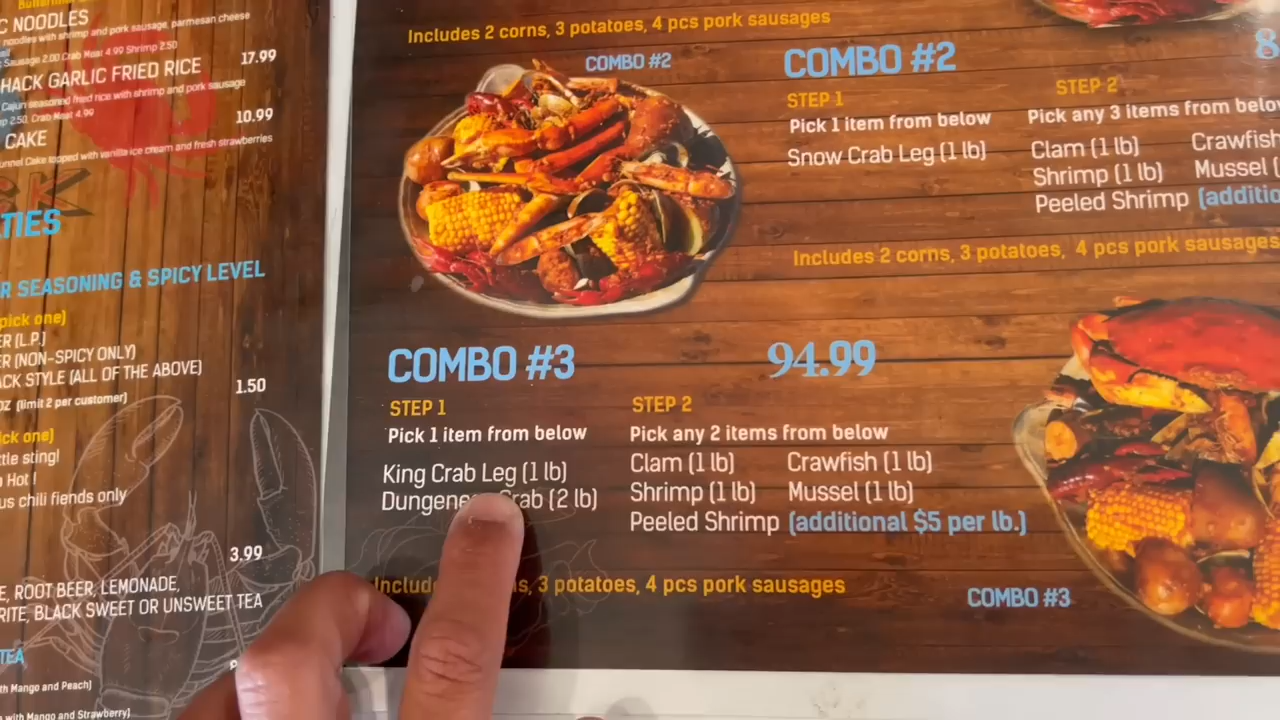 C NOODLES
noodles with shrimp and pork sausage, parmesan cheese
Sausage 2.00 Crab Meat 4.99 Shrimp 2.50
17.99
HACK GARLIC FRIED RICE
Cajun seasoned fried rice with shrimp and pork sausage
2.50, Crab Meat 4.99
10.99
CAKE
unnel Cake topped with vanilla ice cream and fresh strawberries
CK
TIES
R SEASONING & SPICY LEVEL
pick one)
ER (L.P.)
ER (NON-SPICY ONLY)
ACK STYLE (ALL OF THE ABOVE)
1.50
OZ (limit 2 per customer)
ick one)
ttle sting!
Hot !
us chili fiends only
3.99
E, ROOT BEER, LEMONADE,
RITE, BLACK SWEET OR UNSWEET TEA
TEA
th Mango and Peach)
with Mango and Strawberry)
Includes 2 corns, 3 potatoes, 4 pcs pork sausages
COMBO #2
COMBO #2
8
STEP 1
Pick 1 item from below
Snow Crab Leg (1 lb)
STEP 2
Pick any 3 items from below
Clam (1 lb) Crawfish
Shrimp (1 lb) Mussel (
Peeled Shrimp (additio
Includes 2 corns, 3 potatoes, 4 pcs pork sausages
COMBO #3
94.99
STEP 1
Pick 1 item from below
King Crab Leg (1 lb)
Dungene Crab (2 lb)
STEP 2
Pick any 2 items from below
Clam (1 lb) Crawfish (1 lb)
Shrimp (1 lb) Mussel (1 lb)
Peeled Shrimp (additional $5 per lb.)
Includ ns, 3 potatoes, 4 pcs pork sausages
COMBO #3